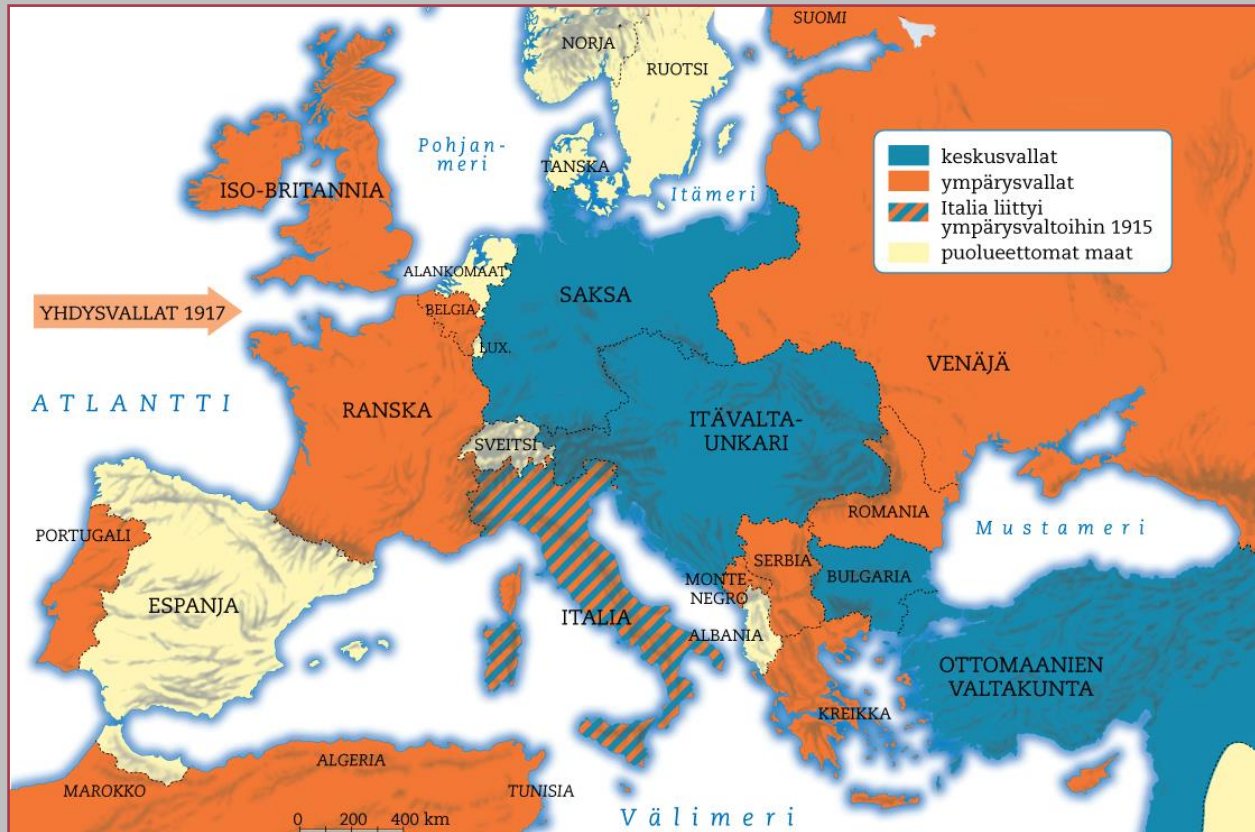 SUOMI
NORJA
RUOTSI
Pohjan-
meri
TANSKA
Itämeri
keskusvallat
ympärysvallat
Italia liittyi
ympärysvaltoihin 1915
puolueettomat maat
ISO-BRITANNIA
ALANKOMAAT
BELGIA
LUX.
SAKSA
YHDYSVALLAT 1917
VENÄJÄ
ATLANTTI
RANSKA
SVEITSI
ITÄVALTA-
UNKARI
ROMANIA
Mustameri
PORTUGALI
ESPANJA
SERBIA
BULGARIA
MONTE-
NEGRO
ITALIA
ALBANIA
OTTOMAANIEN
VALTAKUNTA
KREIKKA
MAROKKO
ALGERIA
TUNISIA
Välimeri
0 200 400 km